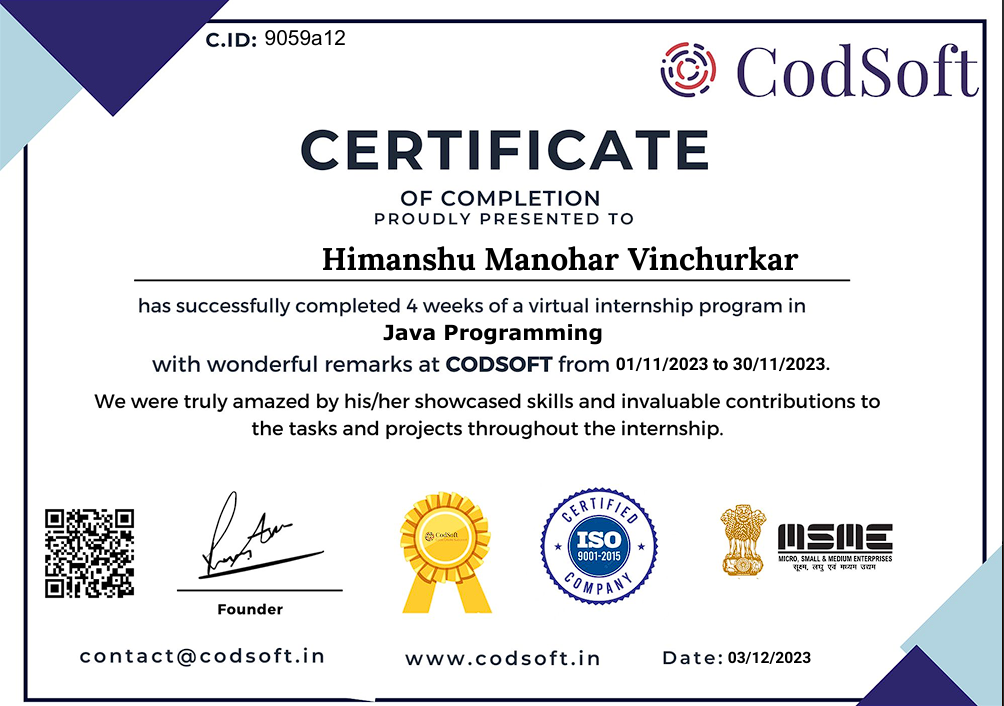 C.ID: 9059a12
CodSoft
CERTIFICATE
OF COMPLETION
PROUDLY PRESENTED TO
Himanshu Manohar Vinchurkar
has successfully completed 4 weeks of a virtual internship program in
Java Programming
with wonderful remarks at CODSOFT from 01/11/2023 to 30/11/2023.
We were truly amazed by his/her showcased skills and invaluable contributions to
the tasks and projects throughout the internship.
CodSoft
CERTIFIED
ISO
9001-2015
COMPANY
MSME
MICRO, SMALL & MEDIUM ENTERPRISES
सूक्ष्म, लघु एवं मध्यम उद्यम
Founder
contact@codsoft.in
www.codsoft.in
Date: 03/12/2023